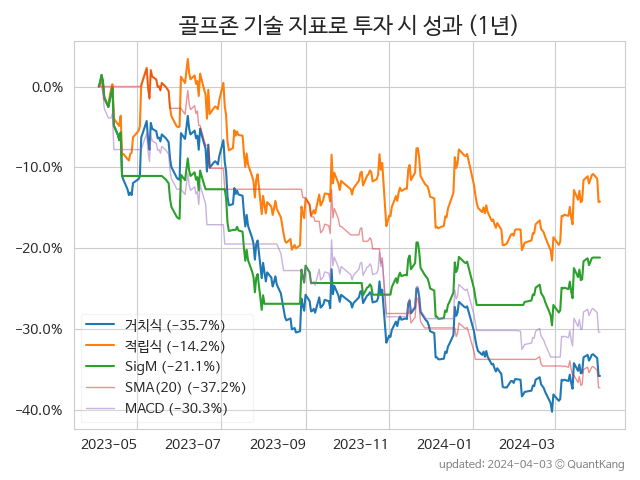 골프존 기술 지표로 투자 시 성과 (1년)
0.0%
−10.0%
−20.0%
−30.0%
−40.0%
거치식 (−35.7%)
적립식 (−14.2%)
SigM (−21.1%)
SMA(20) (−37.2%)
MACD (−30.3%)
2023-05 2023-07 2023-09 2023-11 2024-01 2024-03
updated: 2024-04-03 © QuantKang